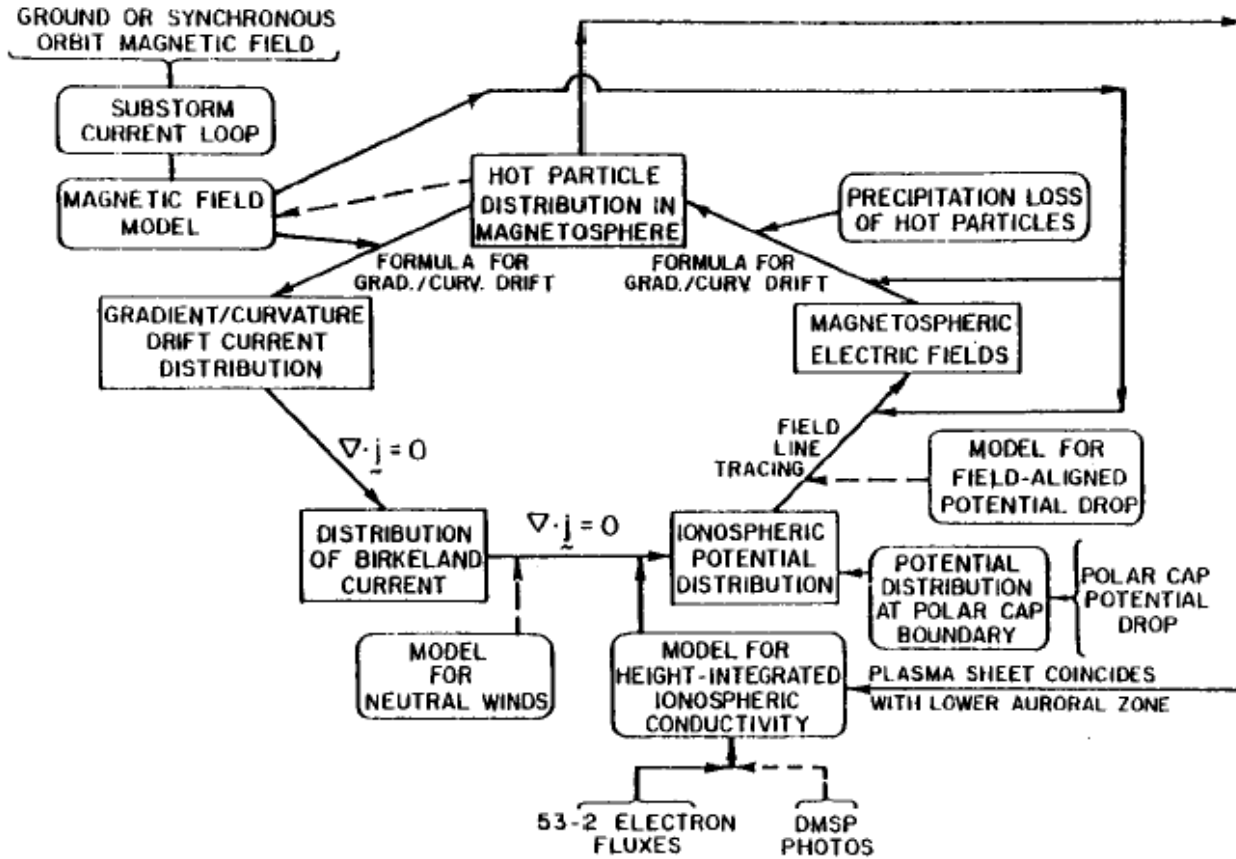 GROUND OR SYNCHRONOUS
ORBIT MAGNETIC FIELD
SUBSTORM
CURRENT LOOP
MAGNETIC FIELD
MODEL
HOT PARTICLE
DISTRIBUTION IN
MAGNETOSPHERE
PRECIPITATION LOSS
OF HOT PARTICLES
FORMULA FOR
GRAD./CURV. DRIFT
FORMULA FOR
GRAD./CURV. DRIFT
GRADIENT/CURVATURE
DRIFT CURRENT
DISTRIBUTION
MAGNETOSPHERIC
ELECTRIC FIELDS
∇·j=0
FIELD
LINE
TRACING
MODEL FOR
FIELD-ALIGNED
POTENTIAL DROP
DISTRIBUTION
OF BIRKELAND
CURRENT
∇·j=0
IONOSPHERIC
POTENTIAL
DISTRIBUTION
POTENTIAL
DISTRIBUTION
AT POLAR CAP
BOUNDARY
POLAR CAP
POTENTIAL
DROP
MODEL
FOR
NEUTRAL WINDS
MODEL FOR
HEIGHT-INTEGRATED
IONOSPHERIC
CONDUCTIVITY
PLASMA SHEET COINCIDES
WITH LOWER AURORAL ZONE
53-2 ELECTRON
FLUXES
DMSP
PHOTOS